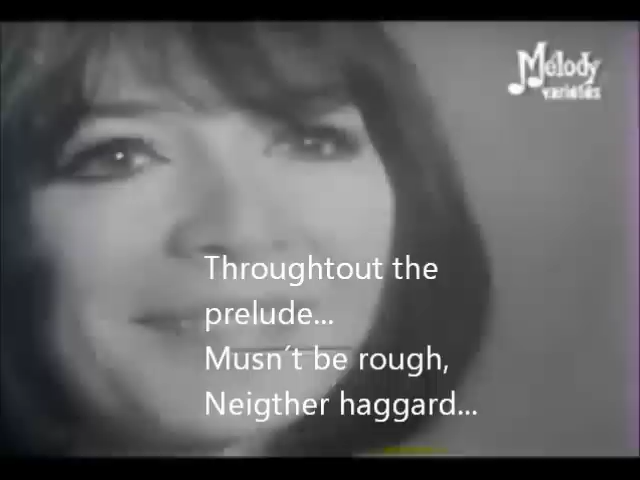 Mélody
variétés
Throughtout the
prelude...
Musn´t be rough,
Neigther haggard...